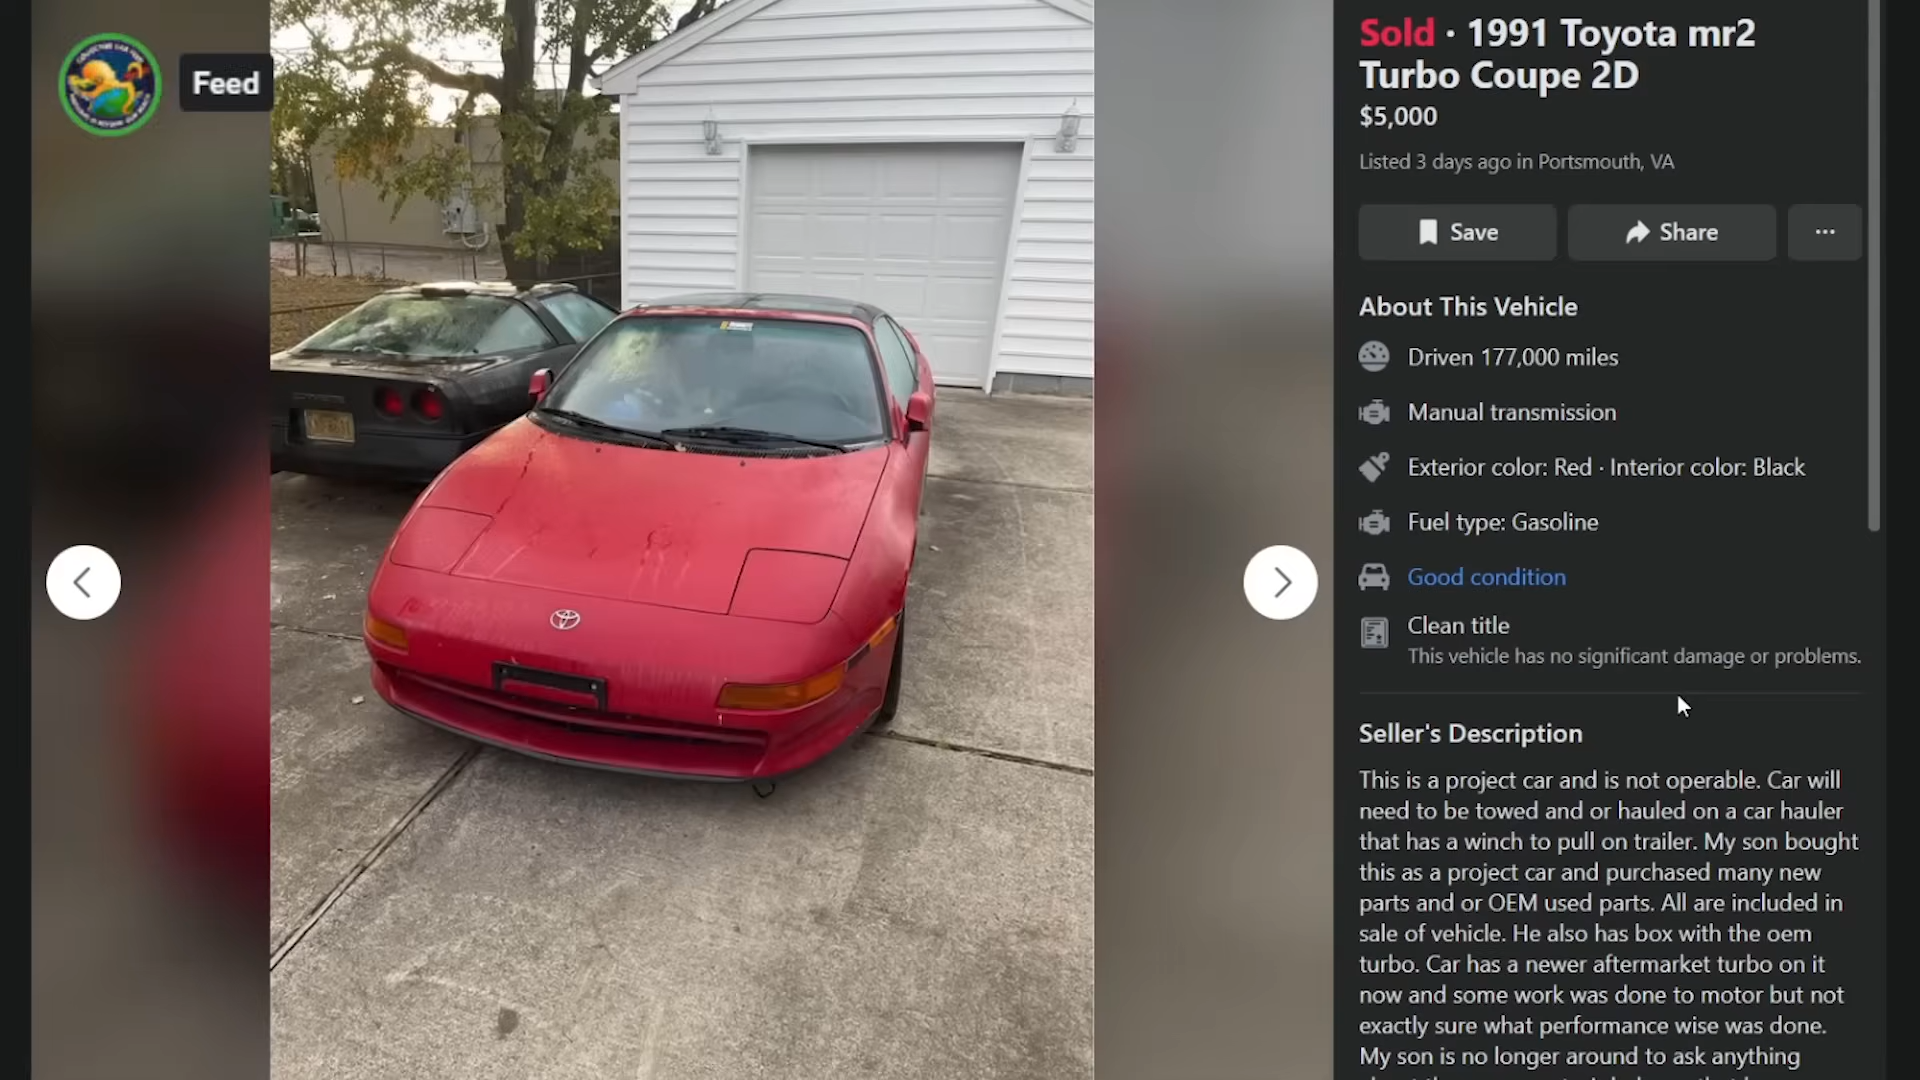 Feed
Sold · 1991 Toyota mr2
Turbo Coupe 2D
$5,000
Listed 3 days ago in Portsmouth, VA
Save
Share
About This Vehicle
Driven 177,000 miles
Manual transmission
Exterior color: Red · Interior color: Black
Fuel type: Gasoline
Good condition
Clean title
This vehicle has no significant damage or problems.
Seller's Description
This is a project car and is not operable. Car will
need to be towed and or hauled on a car hauler
that has a winch to pull on trailer. My son bought
this as a project car and purchased many new
parts and or OEM used parts. All are included in
sale of vehicle. He also has box with the oem
turbo. Car has a newer aftermarket turbo on it
now and some work was done to motor but not
exactly sure what performance wise was done.
My son is no longer around to ask anything